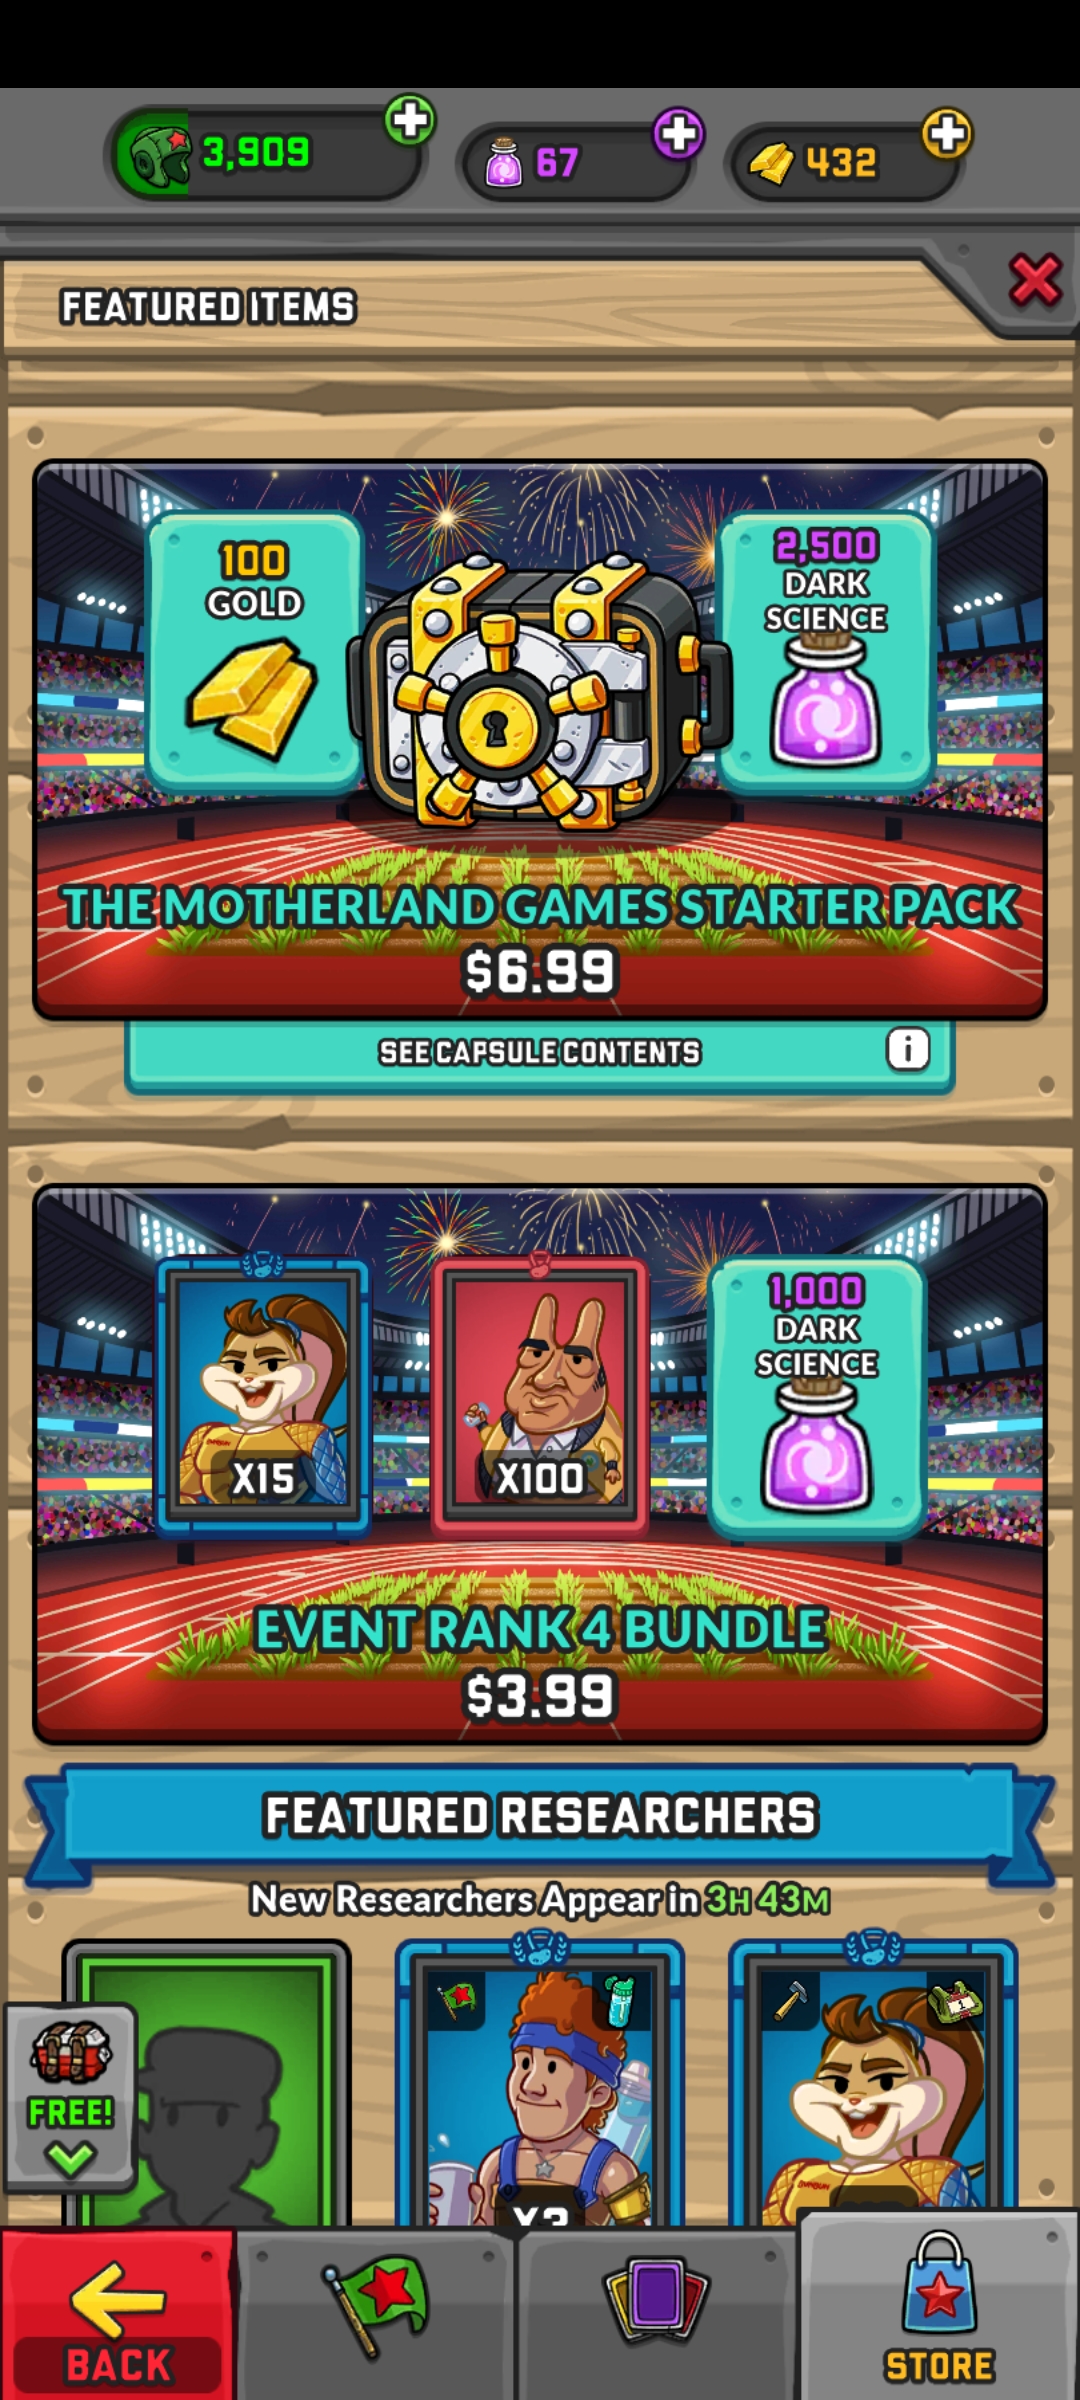 3,909
67
432
FEATURED ITEMS
100
GOLD
2,500
DARK
SCIENCE
THE MOTHERLAND GAMES STARTER PACK
$6.99
SEE CAPSULE CONTENTS
i
X15
X100
1,000
DARK
SCIENCE
EVENT RANK 4 BUNDLE
$3.99
FEATURED RESEARCHERS
New Researchers Appear in 3H 43M
1
FREE!
X3
BACK
STORE